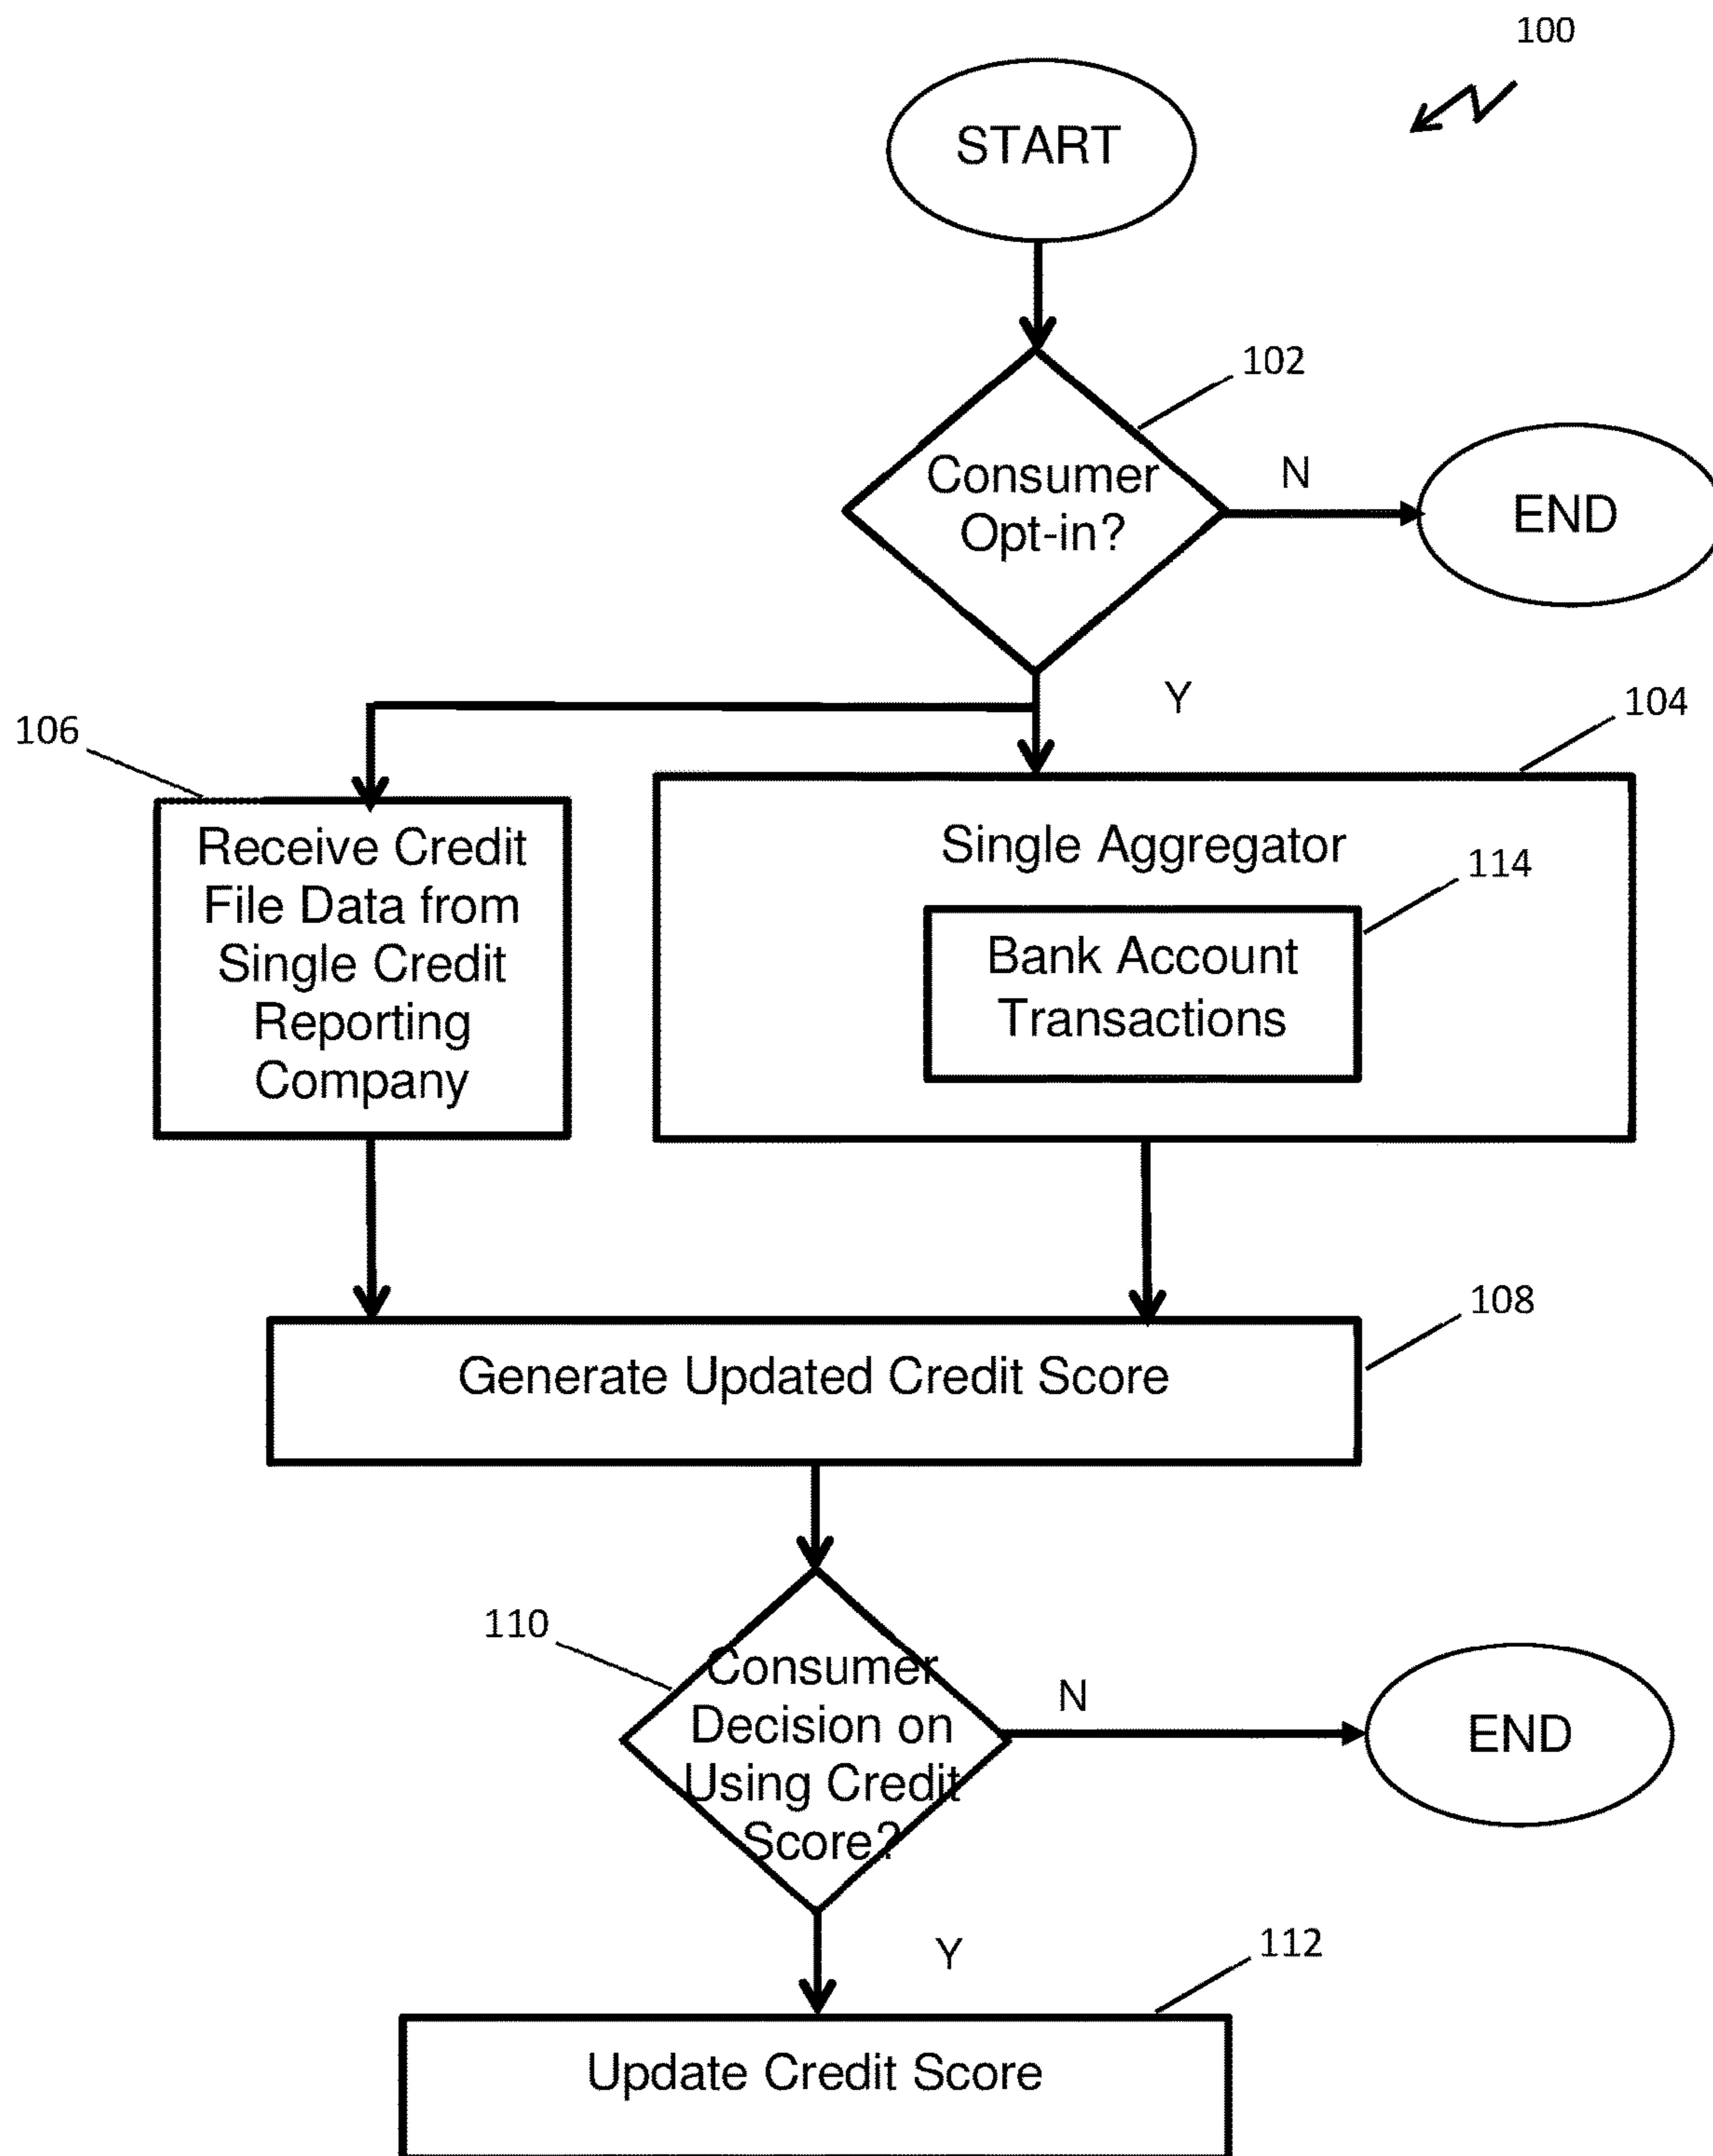 100
START
102
Consumer
Opt-in?
N
END
Y
104
106
Receive Credit
File Data from
Single Credit
Reporting
Company
Single Aggregator
114
Bank Account
Transactions
108
Generate Updated Credit Score
110
Consumer
Decision on
Using Credit
Score?
N
END
Y
112
Update Credit Score